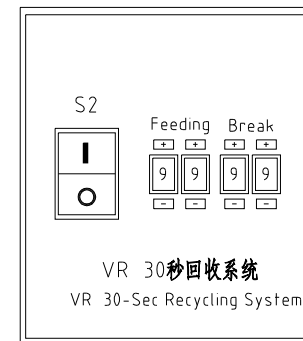 S2
Feeding Break
+ + + +
9 9 9 9
- - - -
VR 30秒回收系统
VR 30-Sec Recycling System